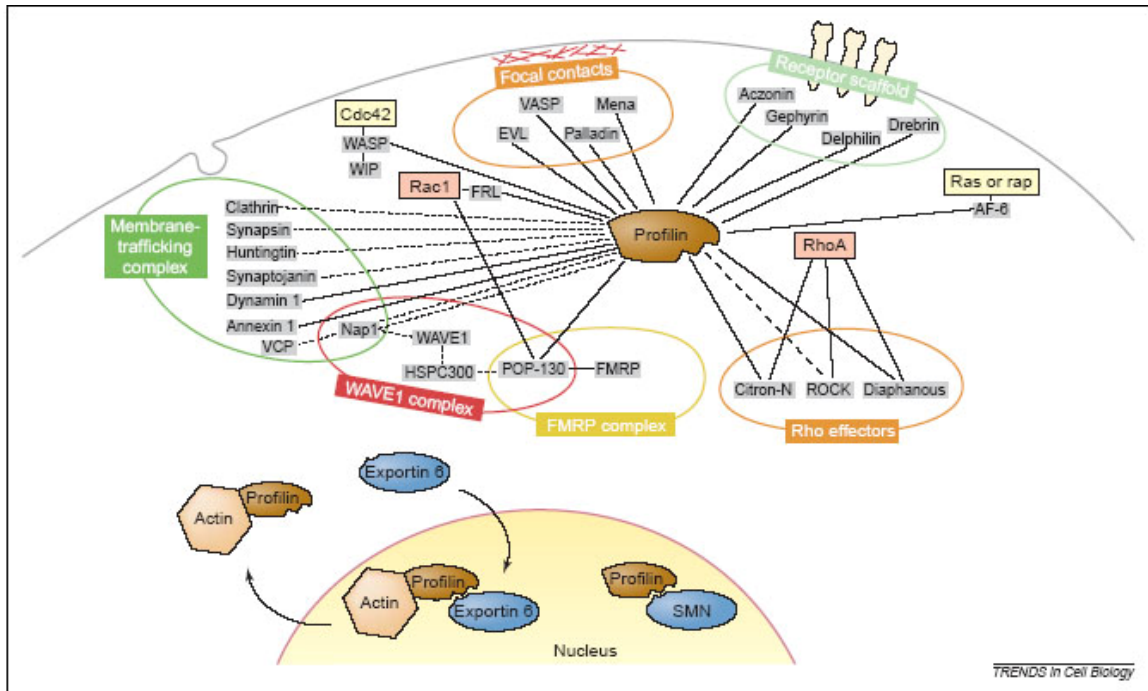 Focal contacts
Receptor scaffold
VASP
Mena
EVL
Palladin
Aczonin
Gephyrin
Delphilin
Drebrin
Cdc42
WASP
WIP
Rac1
FRL
Ras or rap
AF-6
Profilin
RhoA
Membrane-
trafficking
complex
Clathrin
Synapsin
Huntingtin
Synaptojanin
Dynamin 1
Annexin 1
VCP
Nap1
WAVE1
HSPC300
POP-130
FMRP
WAVE1 complex
FMRP complex
Citron-N
ROCK
Diaphanous
Rho effectors
Exportin 6
Actin
Profilin
Actin
Profilin
Exportin 6
Profilin
SMN
Nucleus
TRENDS in Cell Biology